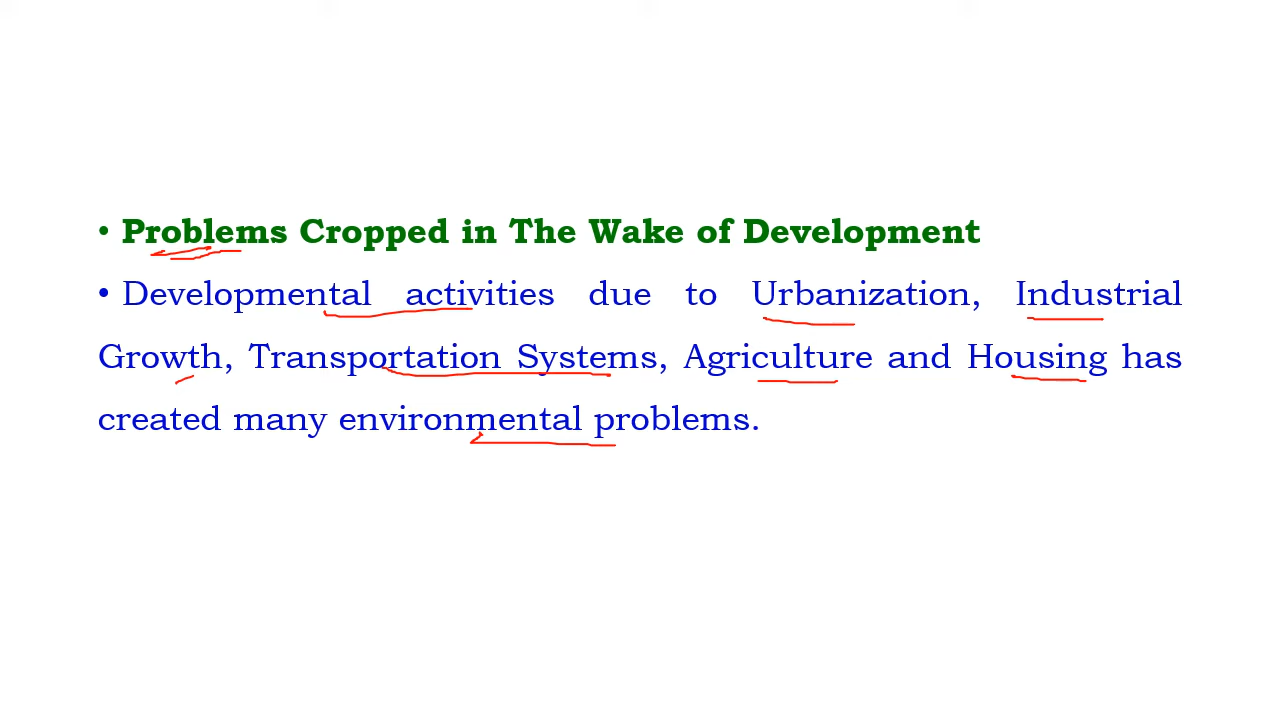 • Problems Cropped in The Wake of Development
• Developmental activities due to Urbanization, Industrial
Growth, Transportation Systems, Agriculture and Housing has
created many environmental problems.